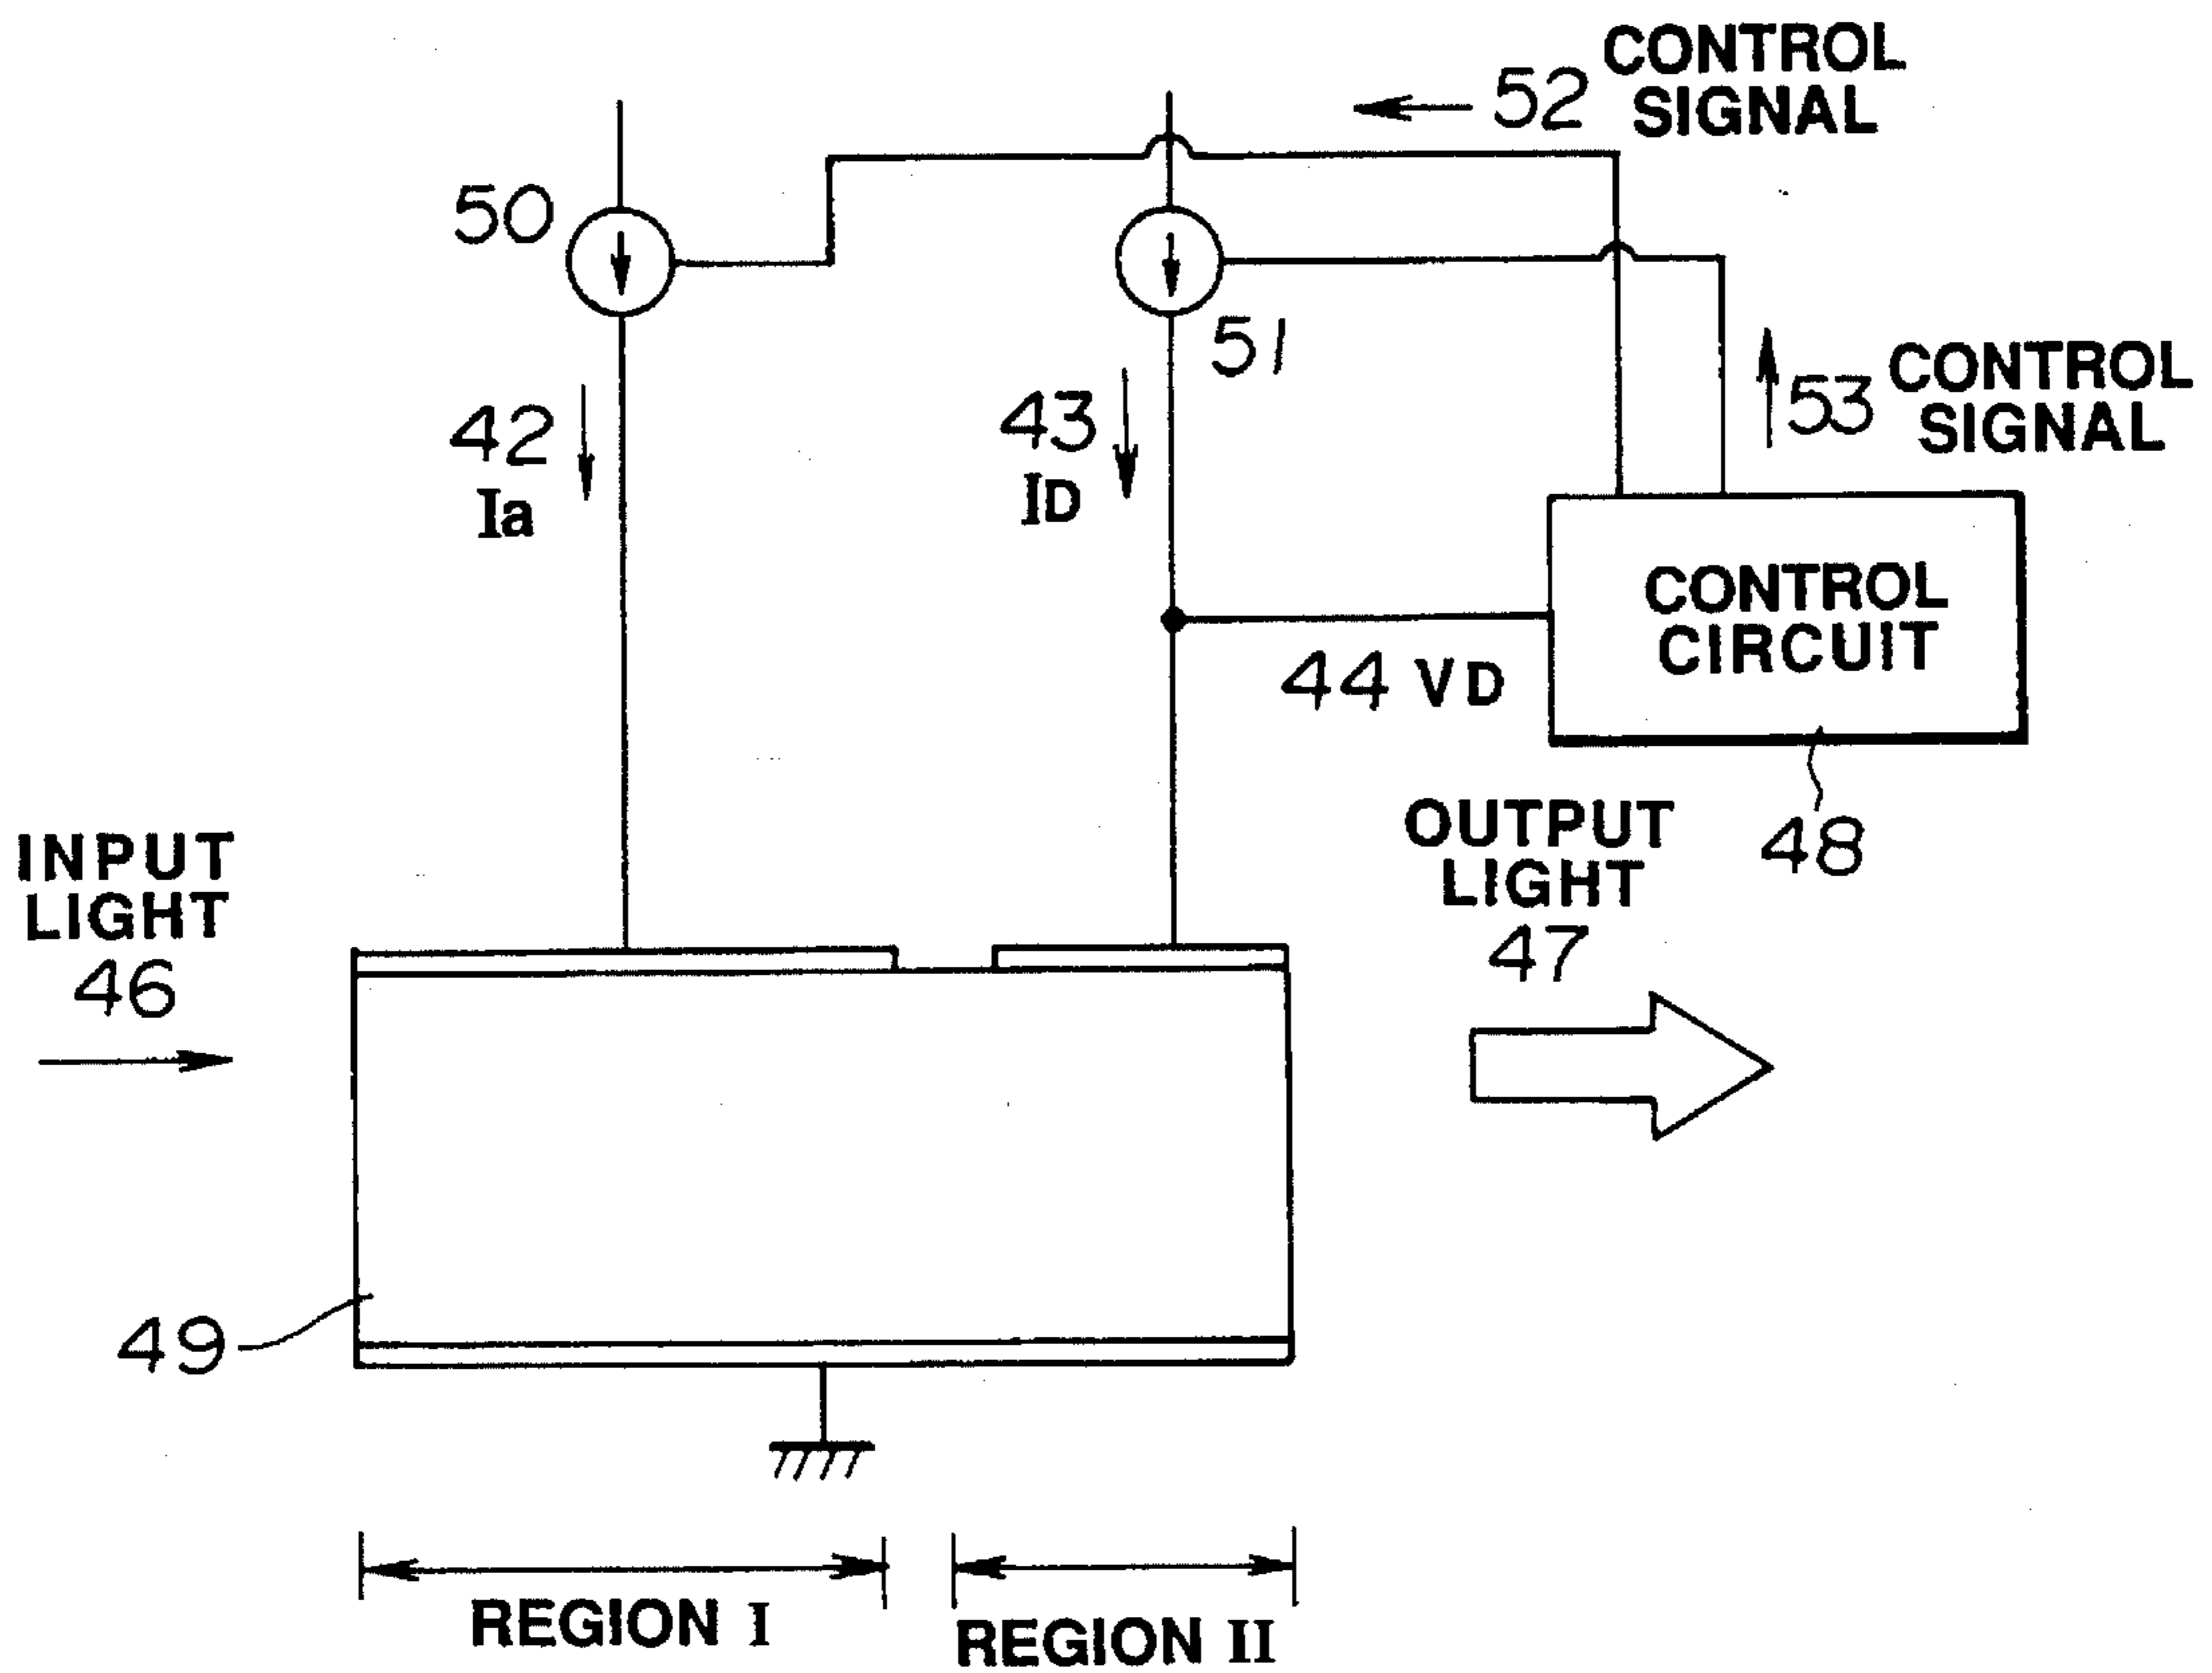 52 CONTROL
SIGNAL
50
51
42
Ia
43
ID
53 CONTROL
SIGNAL
CONTROL
CIRCUIT
44 VD
48
INPUT
LIGHT
46
OUTPUT
LIGHT
47
49
REGION I
REGION II